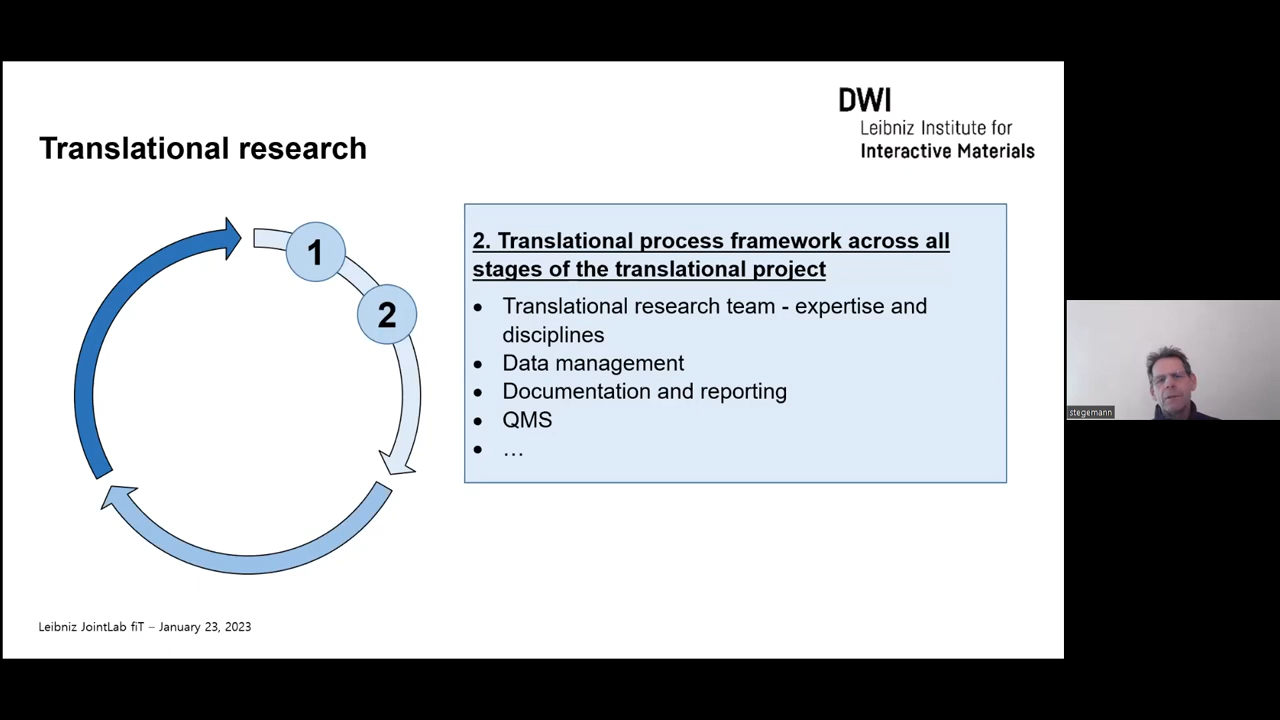 DWI
Leibniz Institute for
Interactive Materials
Translational research
1
2
2. Translational process framework across all
stages of the translational project
• Translational research team - expertise and
disciplines
• Data management
• Documentation and reporting
• QMS
• …
stegemann
Leibniz JointLab fiT – January 23, 2023